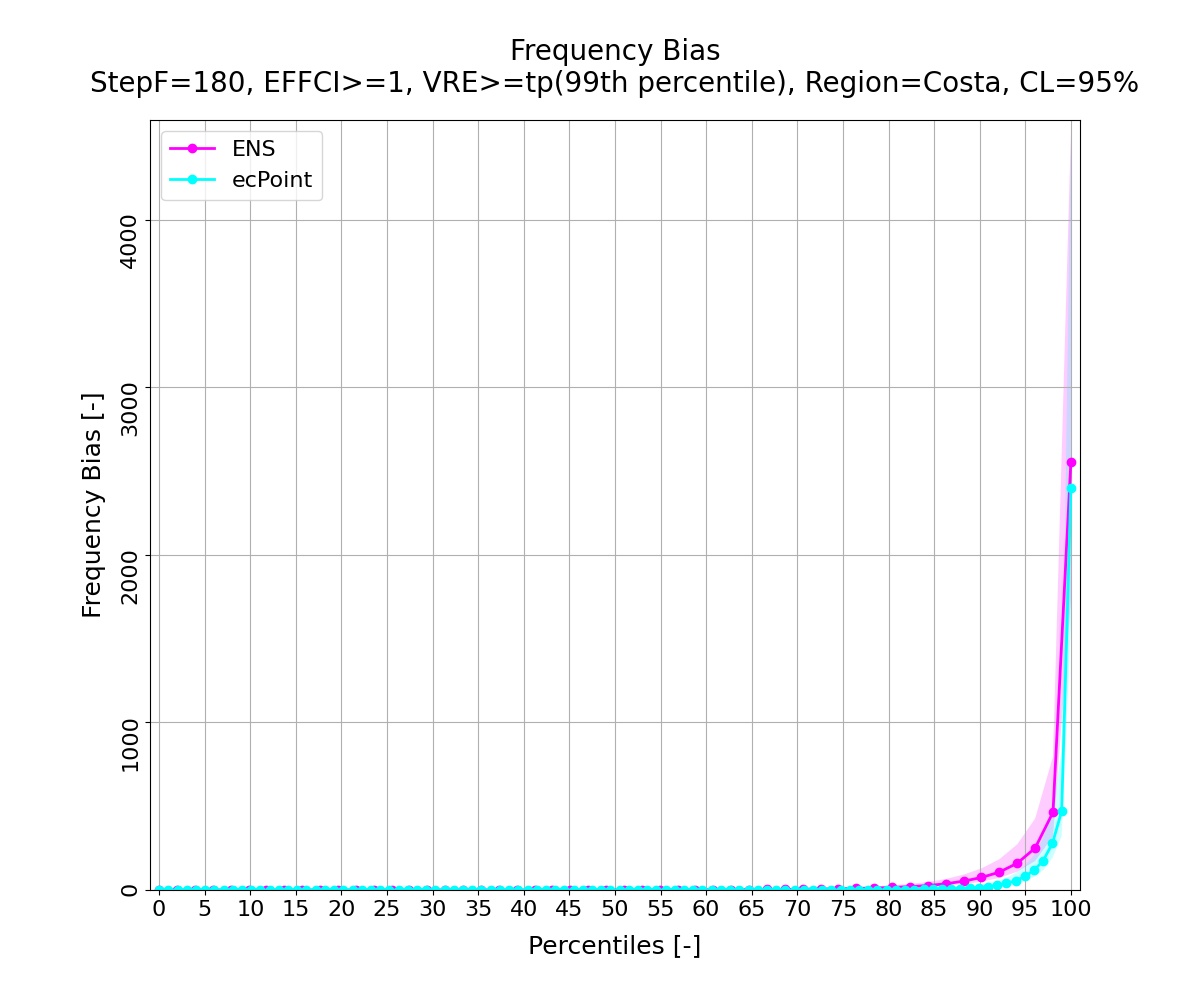 Frequency Bias
StepF=180, EFFCI>=1, VRE>=tp(99th percentile), Region=Costa, CL=95%
ENS
ecPoint
Frequency Bias [-]
4000
3000
2000
1000
0
0 5 10 15 20 25 30 35 40 45 50 55 60 65 70 75 80 85 90 95 100
Percentiles [-]